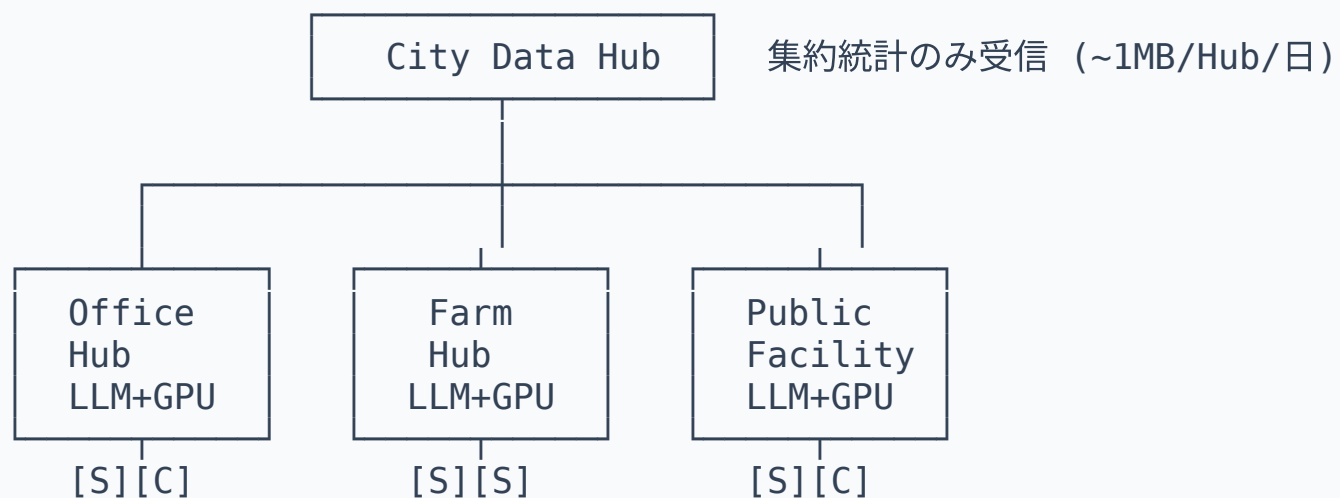 City Data Hub 集約統計のみ受信 (~1MB/Hub/日)
Office Farm Public
Hub Hub Facility
LLM+GPU LLM+GPU LLM+GPU
[S][C] [S][S] [S][C]